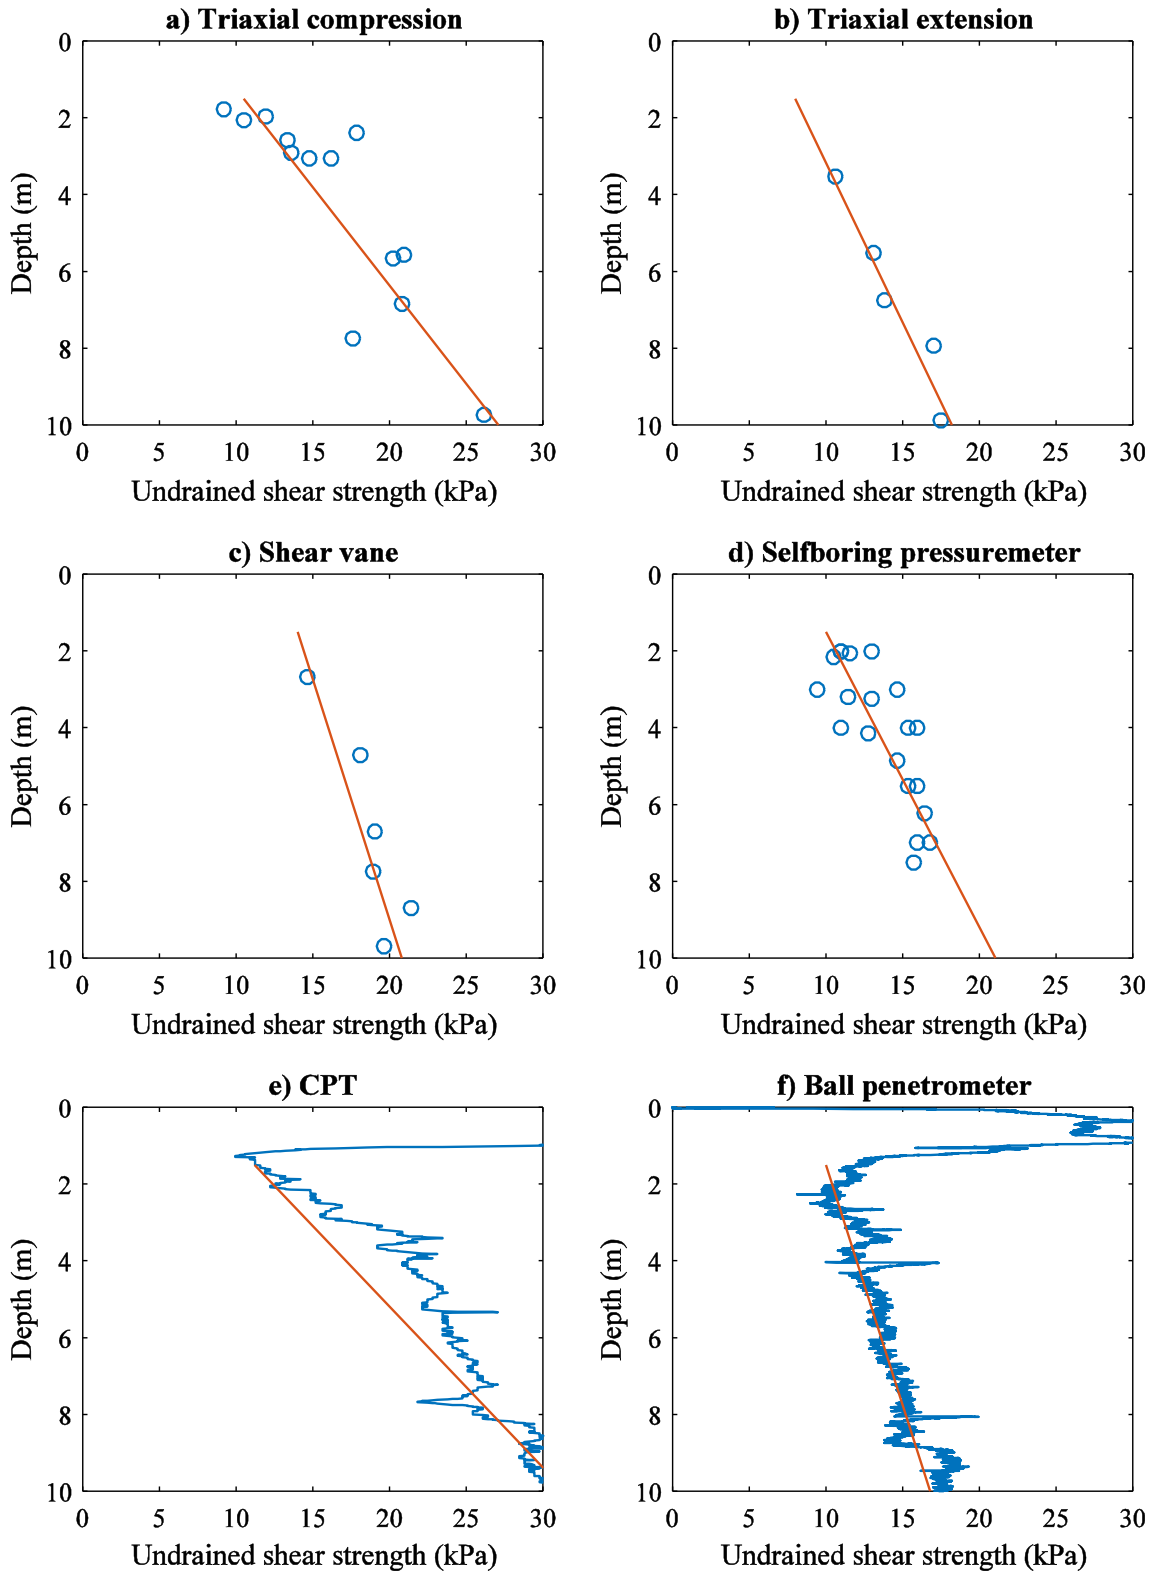 a) Triaxial compression
0
2
4
6
8
10
0 5 10 15 20 25 30
Depth (m)
Undrained shear strength (kPa)
b) Triaxial extension
0
2
4
6
8
10
0 5 10 15 20 25 30
Depth (m)
Undrained shear strength (kPa)
c) Shear vane
0
2
4
6
8
10
0 5 10 15 20 25 30
Depth (m)
Undrained shear strength (kPa)
d) Selfboring pressuremeter
0
2
4
6
8
10
0 5 10 15 20 25 30
Depth (m)
Undrained shear strength (kPa)
e) CPT
0
2
4
6
8
10
0 5 10 15 20 25 30
Depth (m)
Undrained shear strength (kPa)
f) Ball penetrometer
0
2
4
6
8
10
0 5 10 15 20 25 30
Depth (m)
Undrained shear strength (kPa)